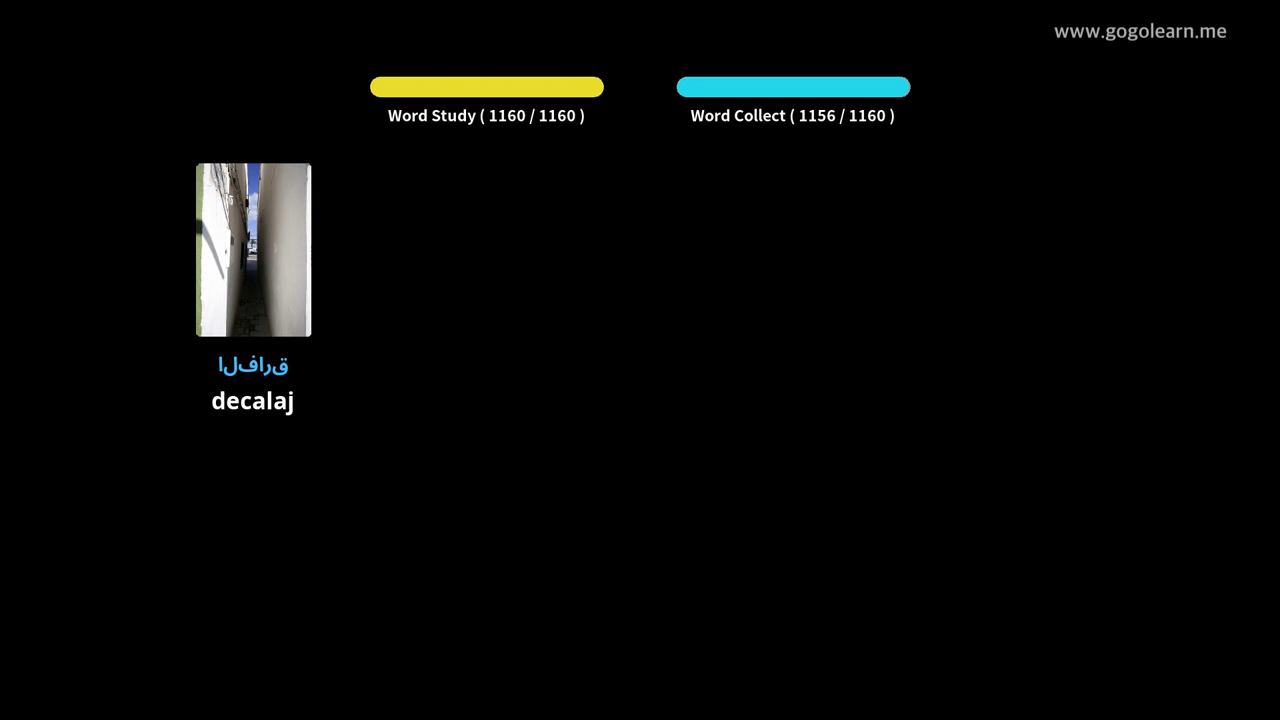 www.gogolearn.me
Word Study ( 1160 / 1160 )
Word Collect ( 1156 / 1160 )
الفارق
decalaj